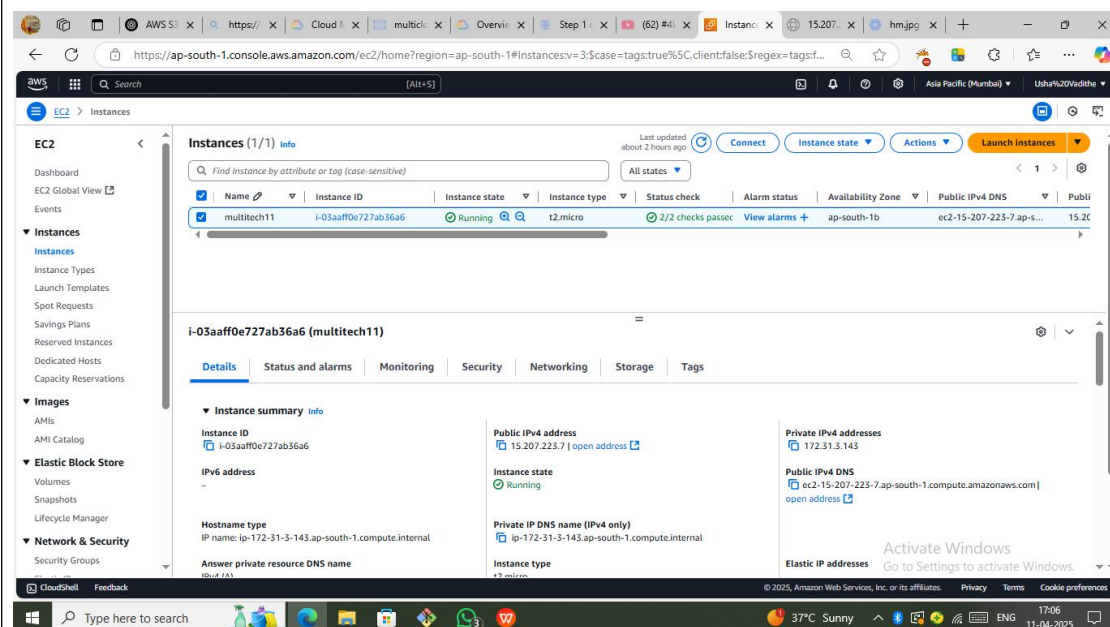 AWS S3
https://
Cloud
multicl
Overvie
Step 1
(62) #4
Instanc
15.207.
hm.jpg
https://ap-south-1.console.aws.amazon.com/ec2/home?region=ap-south-1#Instances:v=3;$case=tags:true%5C,client:false;$regex=tags:f...
aws
Search
[Alt+S]
Asia Pacific (Mumbai)
Usha%20Vadithe
EC2 > Instances
EC2
Dashboard
EC2 Global View
Events
Instances
Instances
Instance Types
Launch Templates
Spot Requests
Savings Plans
Reserved Instances
Dedicated Hosts
Capacity Reservations
Images
AMIs
AMI Catalog
Elastic Block Store
Volumes
Snapshots
Lifecycle Manager
Network & Security
Security Groups
Instances (1/1) Info
Last updated
about 2 hours ago
Connect
Instance state
Actions
Launch instances
Find Instance by attribute or tag (case-sensitive)
All states
1
Name
Instance ID
Instance state
Instance type
Status check
Alarm status
Availability Zone
Public IPv4 DNS
Publi
multitech11
i-03aaff0e727ab36a6
Running
t2.micro
2/2 checks passec
View alarms +
ap-south-1b
ec2-15-207-223-7.ap-s...
15.20
i-03aaff0e727ab36a6 (multitech11)
Details
Status and alarms
Monitoring
Security
Networking
Storage
Tags
Instance summary Info
Instance ID
i-03aaff0e727ab36a6
Public IPv4 address
15.207.223.7 | open address
Private IPv4 addresses
172.31.3.143
IPv6 address
–
Instance state
Running
Public IPv4 DNS
ec2-15-207-223-7.ap-south-1.compute.amazonaws.com |
open address
Hostname type
IP name: ip-172-31-3-143.ap-south-1.compute.internal
Private IP DNS name (IPv4 only)
ip-172-31-3-143.ap-south-1.compute.internal
Answer private resource DNS name
IPv4 (A)
Instance type
t2.micro
Elastic IP addresses
Activate Windows
Go to Settings to activate Windows.
CloudShell
Feedback
© 2025, Amazon Web Services, Inc. or its affiliates.
Privacy
Terms
Cookie preferences
Type here to search
37°C Sunny
ENG
17:06
11-04-2025